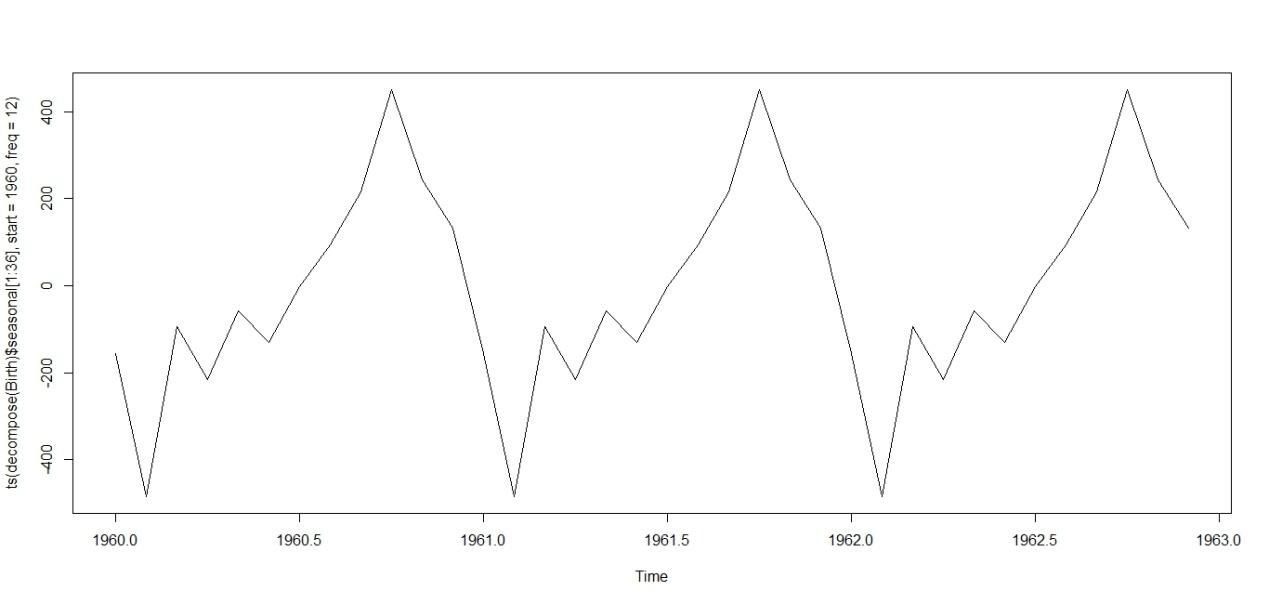 ts(decompose(Birth)$seasonal[1:36], start = 1960, freq = 12)
400
200
0
-200
-400
1960.0 1960.5 1961.0 1961.5 1962.0 1962.5 1963.0
Time